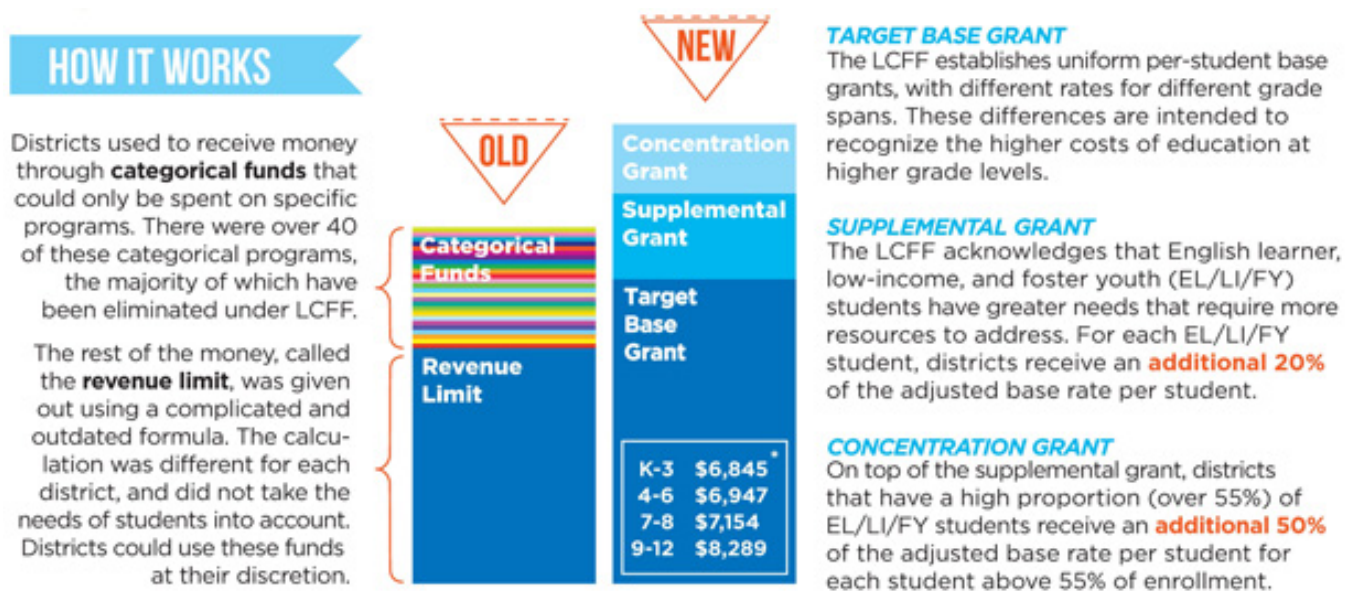 HOW IT WORKS
Districts used to receive money
through categorical funds that
could only be spent on specific
programs. There were over 40
of these categorical programs,
the majority of which have
been eliminated under LCFF.
The rest of the money, called
the revenue limit, was given
out using a complicated and
outdated formula. The calcu-
lation was different for each
district, and did not take the
needs of students into account.
Districts could use these funds
at their discretion.
OLD
Categorical
Funds
Revenue
Limit
NEW
Concentration
Grant
Supplemental
Grant
Target
Base
Grant
K-3 $6,845*
4-6 $6,947
7-8 $7,154
9-12 $8,289
TARGET BASE GRANT
The LCFF establishes uniform per-student base
grants, with different rates for different grade
spans. These differences are intended to
recognize the higher costs of education at
higher grade levels.
SUPPLEMENTAL GRANT
The LCFF acknowledges that English learner,
low-income, and foster youth (EL/LI/FY)
students have greater needs that require more
resources to address. For each EL/LI/FY
student, districts receive an additional 20%
of the adjusted base rate per student.
CONCENTRATION GRANT
On top of the supplemental grant, districts
that have a high proportion (over 55%) of
EL/LI/FY students receive an additional 50%
of the adjusted base rate per student for
each student above 55% of enrollment.